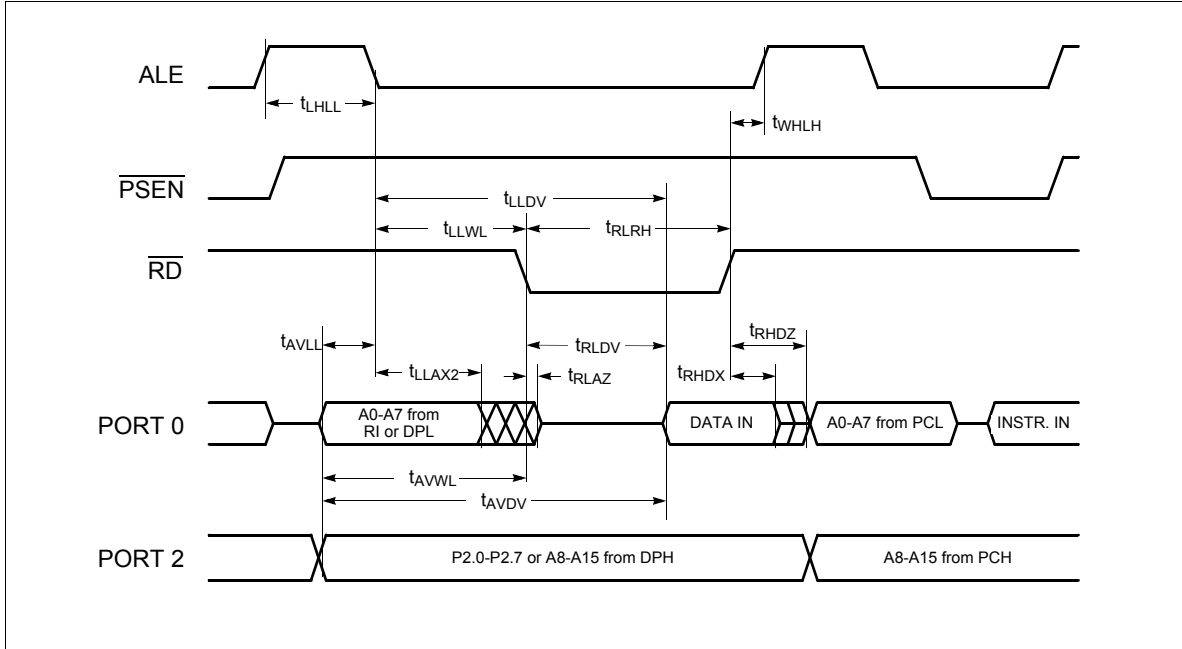 ALE
tLHLL
tWHLH
PSEN
tLLDV
tLLWL
tRLRH
RD
tAVLL
tRLDV
tRHDZ
tLLAX2
tRLAZ
tRHDX
PORT 0
A0-A7 from
RI or DPL
DATA IN
A0-A7 from PCL
INSTR. IN
tAVWL
tAVDV
PORT 2
P2.0-P2.7 or A8-A15 from DPH
A8-A15 from PCH